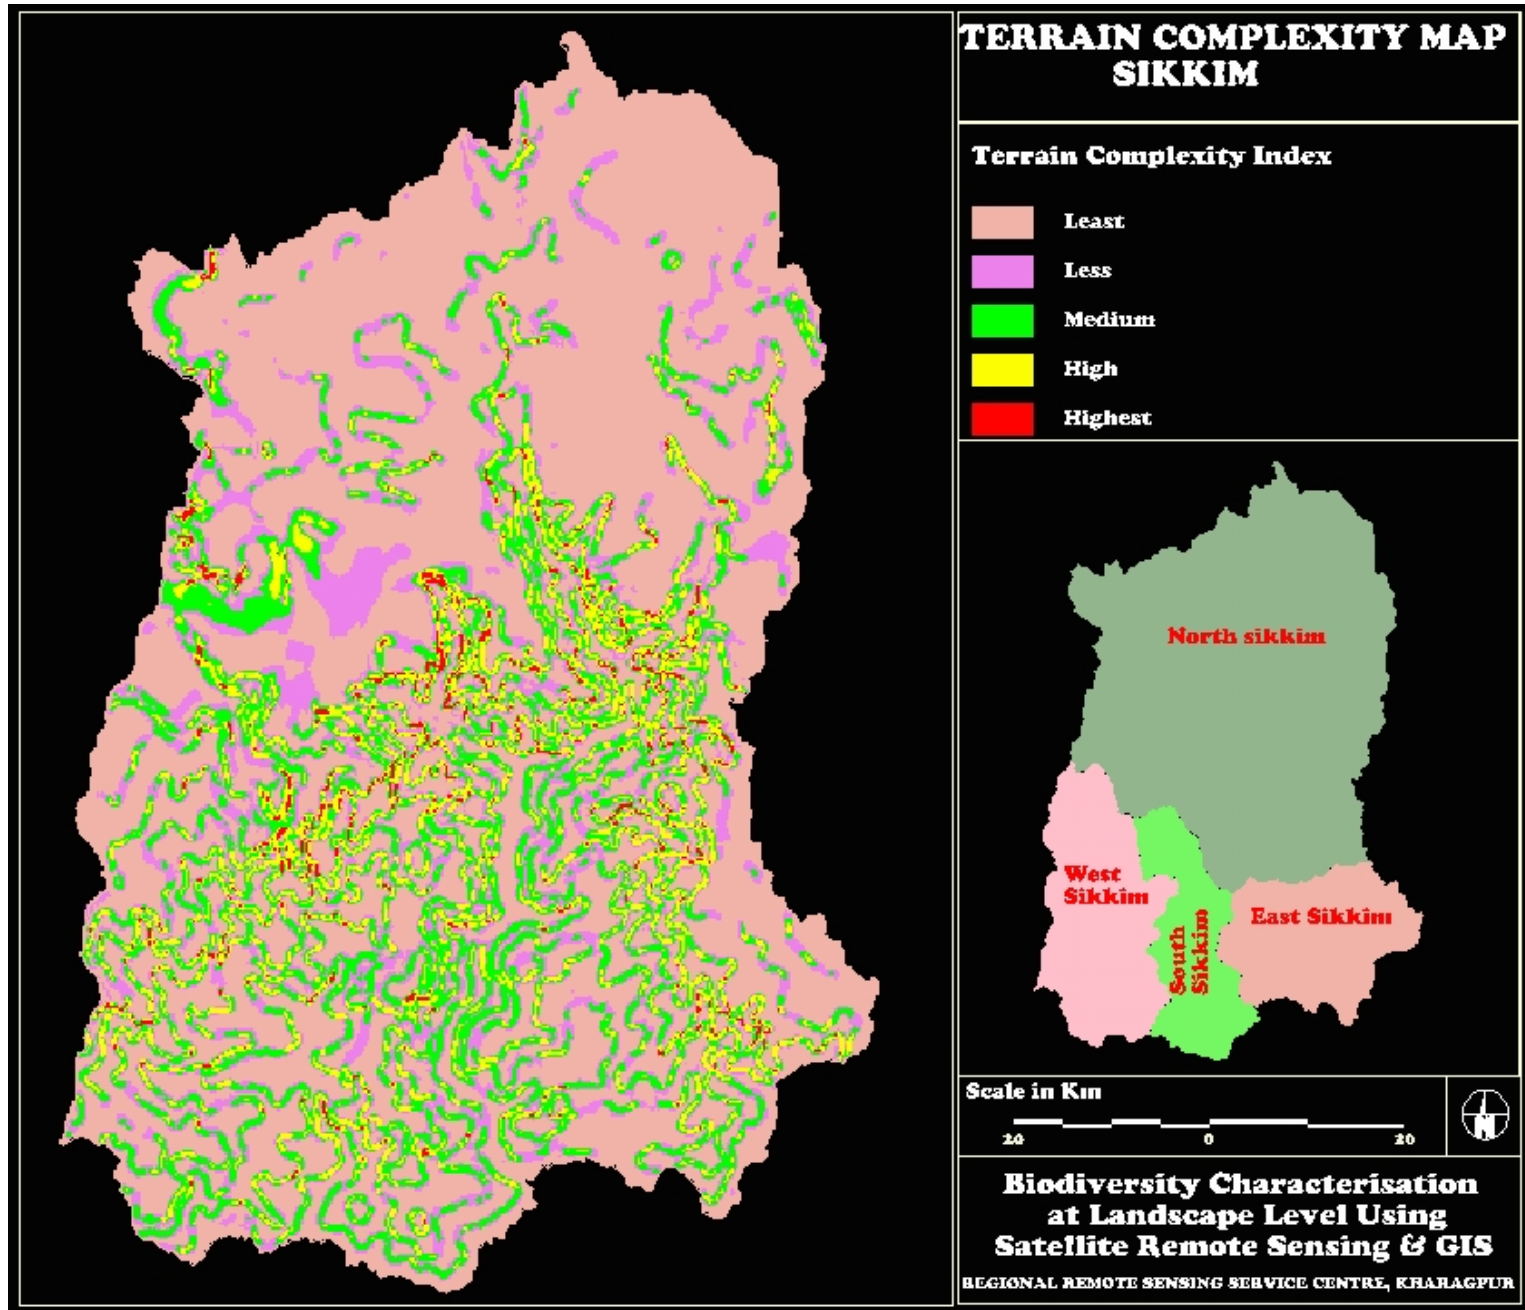 TERRAIN COMPLEXITY MAP
SIKKIM
Terrain Complexity Index
Least
Less
Medium
High
Highest
North sikkim
West
Sikkim
South
Sikkim
East Sikkim
Scale in Km
20 0 20
N
Biodiversity Characterisation
at Landscape Level Using
Satellite Remote Sensing & GIS
REGIONAL REMOTE SENSING SERVICE CENTRE, KHARAGPUR